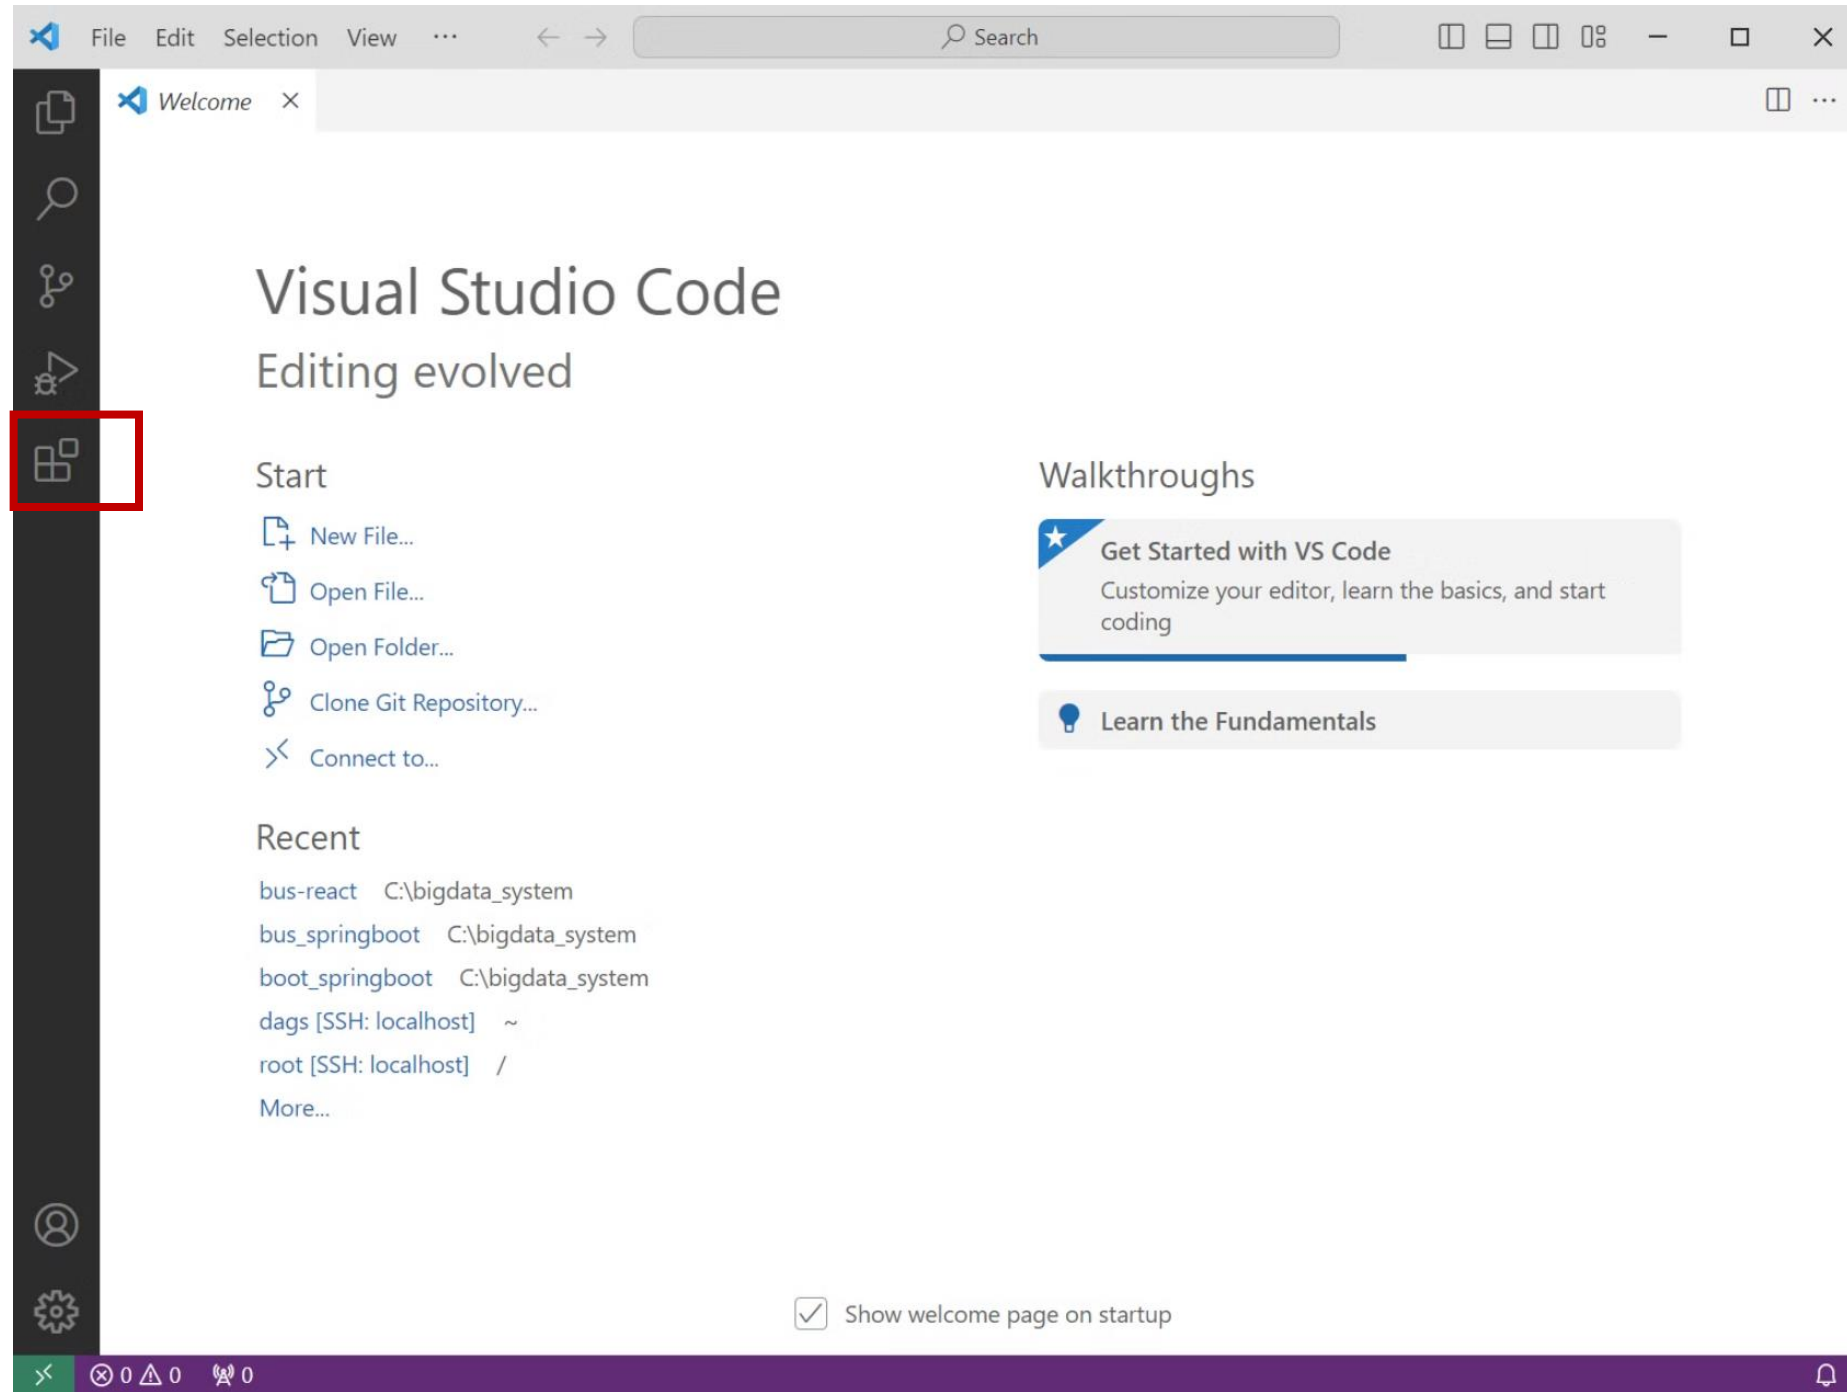 File Edit Selection View ··· Search
Welcome
Visual Studio Code
Editing evolved
Start
New File...
Open File...
Open Folder...
Clone Git Repository...
Connect to...
Walkthroughs
Get Started with VS Code
Customize your editor, learn the basics, and start
coding
Learn the Fundamentals
Recent
bus-react C:\bigdata_system
bus_springboot C:\bigdata_system
boot_springboot C:\bigdata_system
dags [SSH: localhost] ~
root [SSH: localhost] /
More...
Show welcome page on startup
0 0 0